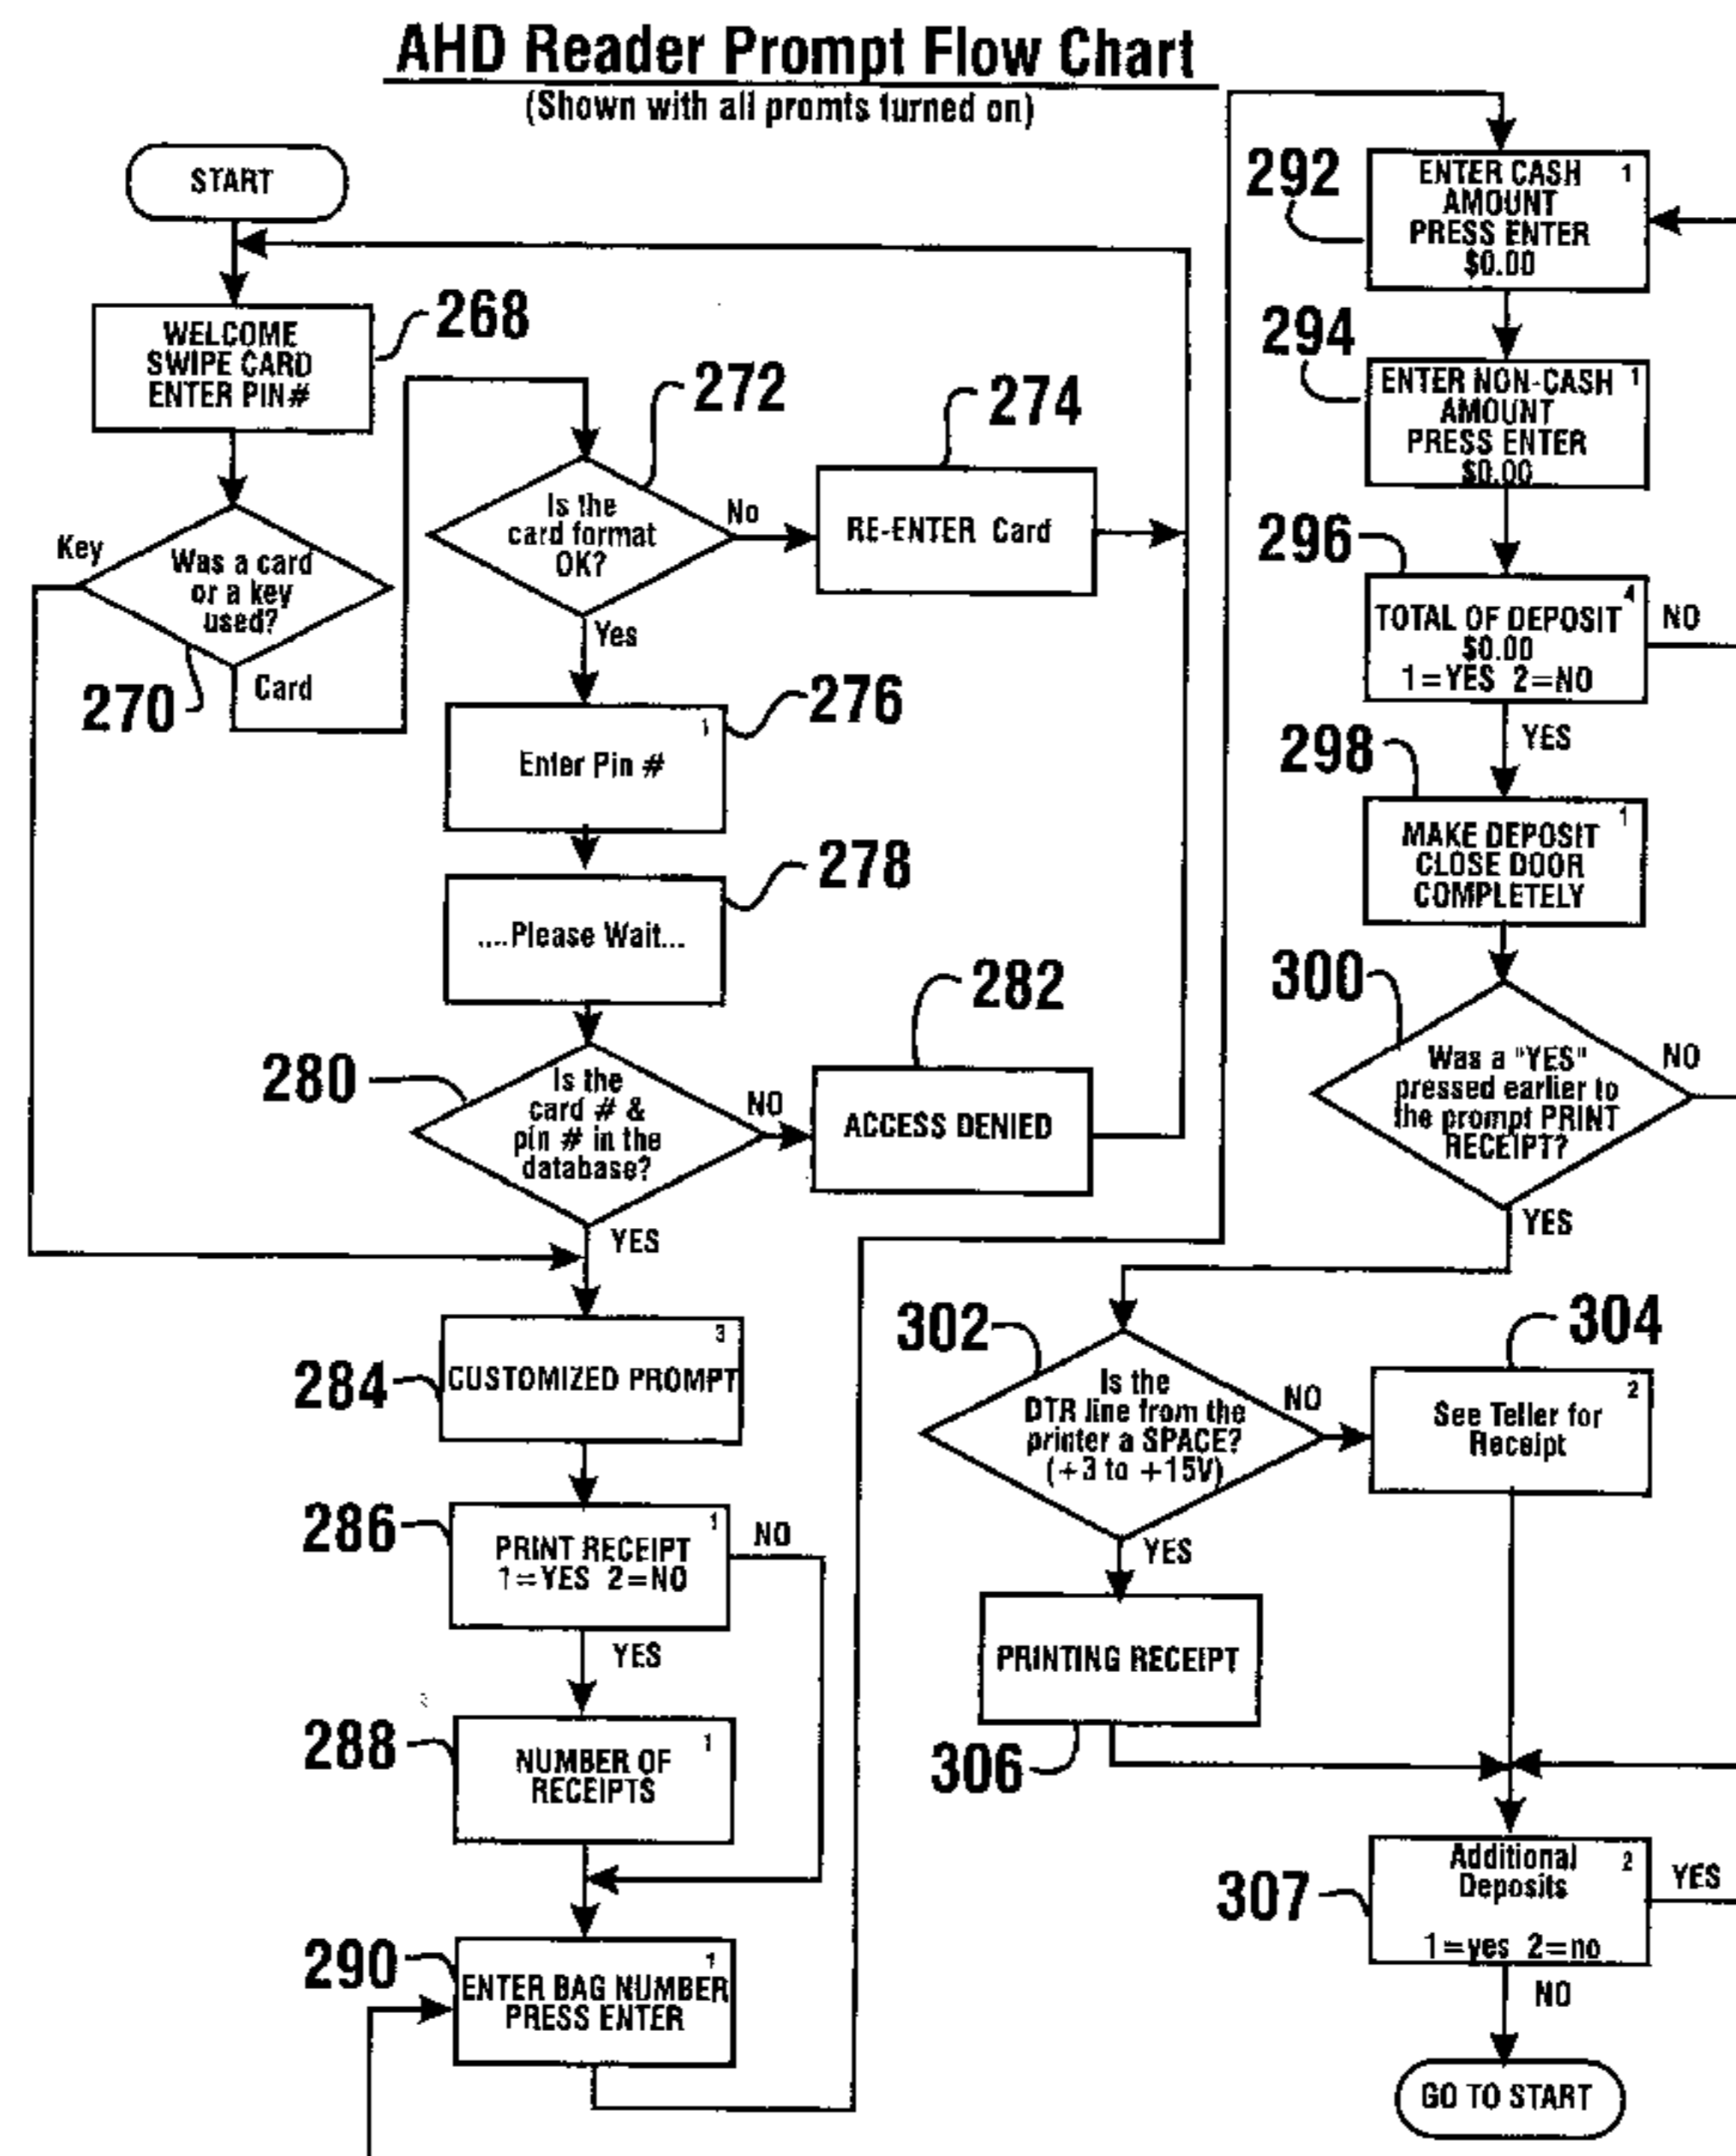 AHD Reader Prompt Flow Chart
(Shown with all promts turned on)
START
WELCOME
SWIPE CARD
ENTER PIN#
268
Key
Was a card
or a key
used?
270
Card
272
Is the
card format
OK?
No
Yes
274
RE-ENTER Card
276
1
Enter Pin #
278
....Please Wait...
280
Is the
card # &
pin # in the
database?
NO
YES
282
ACCESS DENIED
284
3
CUSTOMIZED PROMPT
286
1
PRINT RECEIPT
1=YES 2=NO
NO
YES
288
1
NUMBER OF
RECEIPTS
290
1
ENTER BAG NUMBER
PRESS ENTER
292
ENTER CASH 1
AMOUNT
PRESS ENTER
$0.00
294
ENTER NON-CASH 1
AMOUNT
PRESS ENTER
$0.00
296
4
TOTAL OF DEPOSIT
$0.00
1=YES 2=NO
NO
YES
298
1
MAKE DEPOSIT
CLOSE DOOR
COMPLETELY
300
Was a "YES"
pressed earlier to
the prompt PRINT
RECEIPT?
NO
YES
302
Is the
DTR line from the
printer a SPACE?
(+3 to +15V)
NO
YES
304
2
See Teller for
Receipt
PRINTING RECEIPT
306
307
Additional 2
Deposits
1=yes 2=no
YES
NO
GO TO START